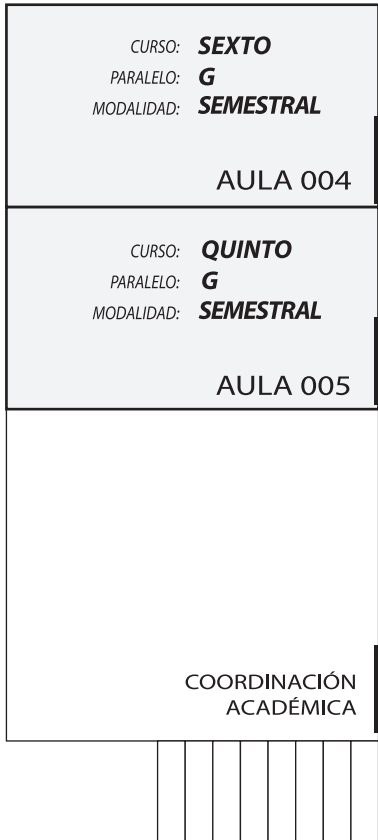 CURSO: SEXTO
PARALELO: G
MODALIDAD: SEMESTRAL
AULA 004
CURSO: QUINTO
PARALELO: G
MODALIDAD: SEMESTRAL
AULA 005
COORDINACIÓN
ACADÉMICA